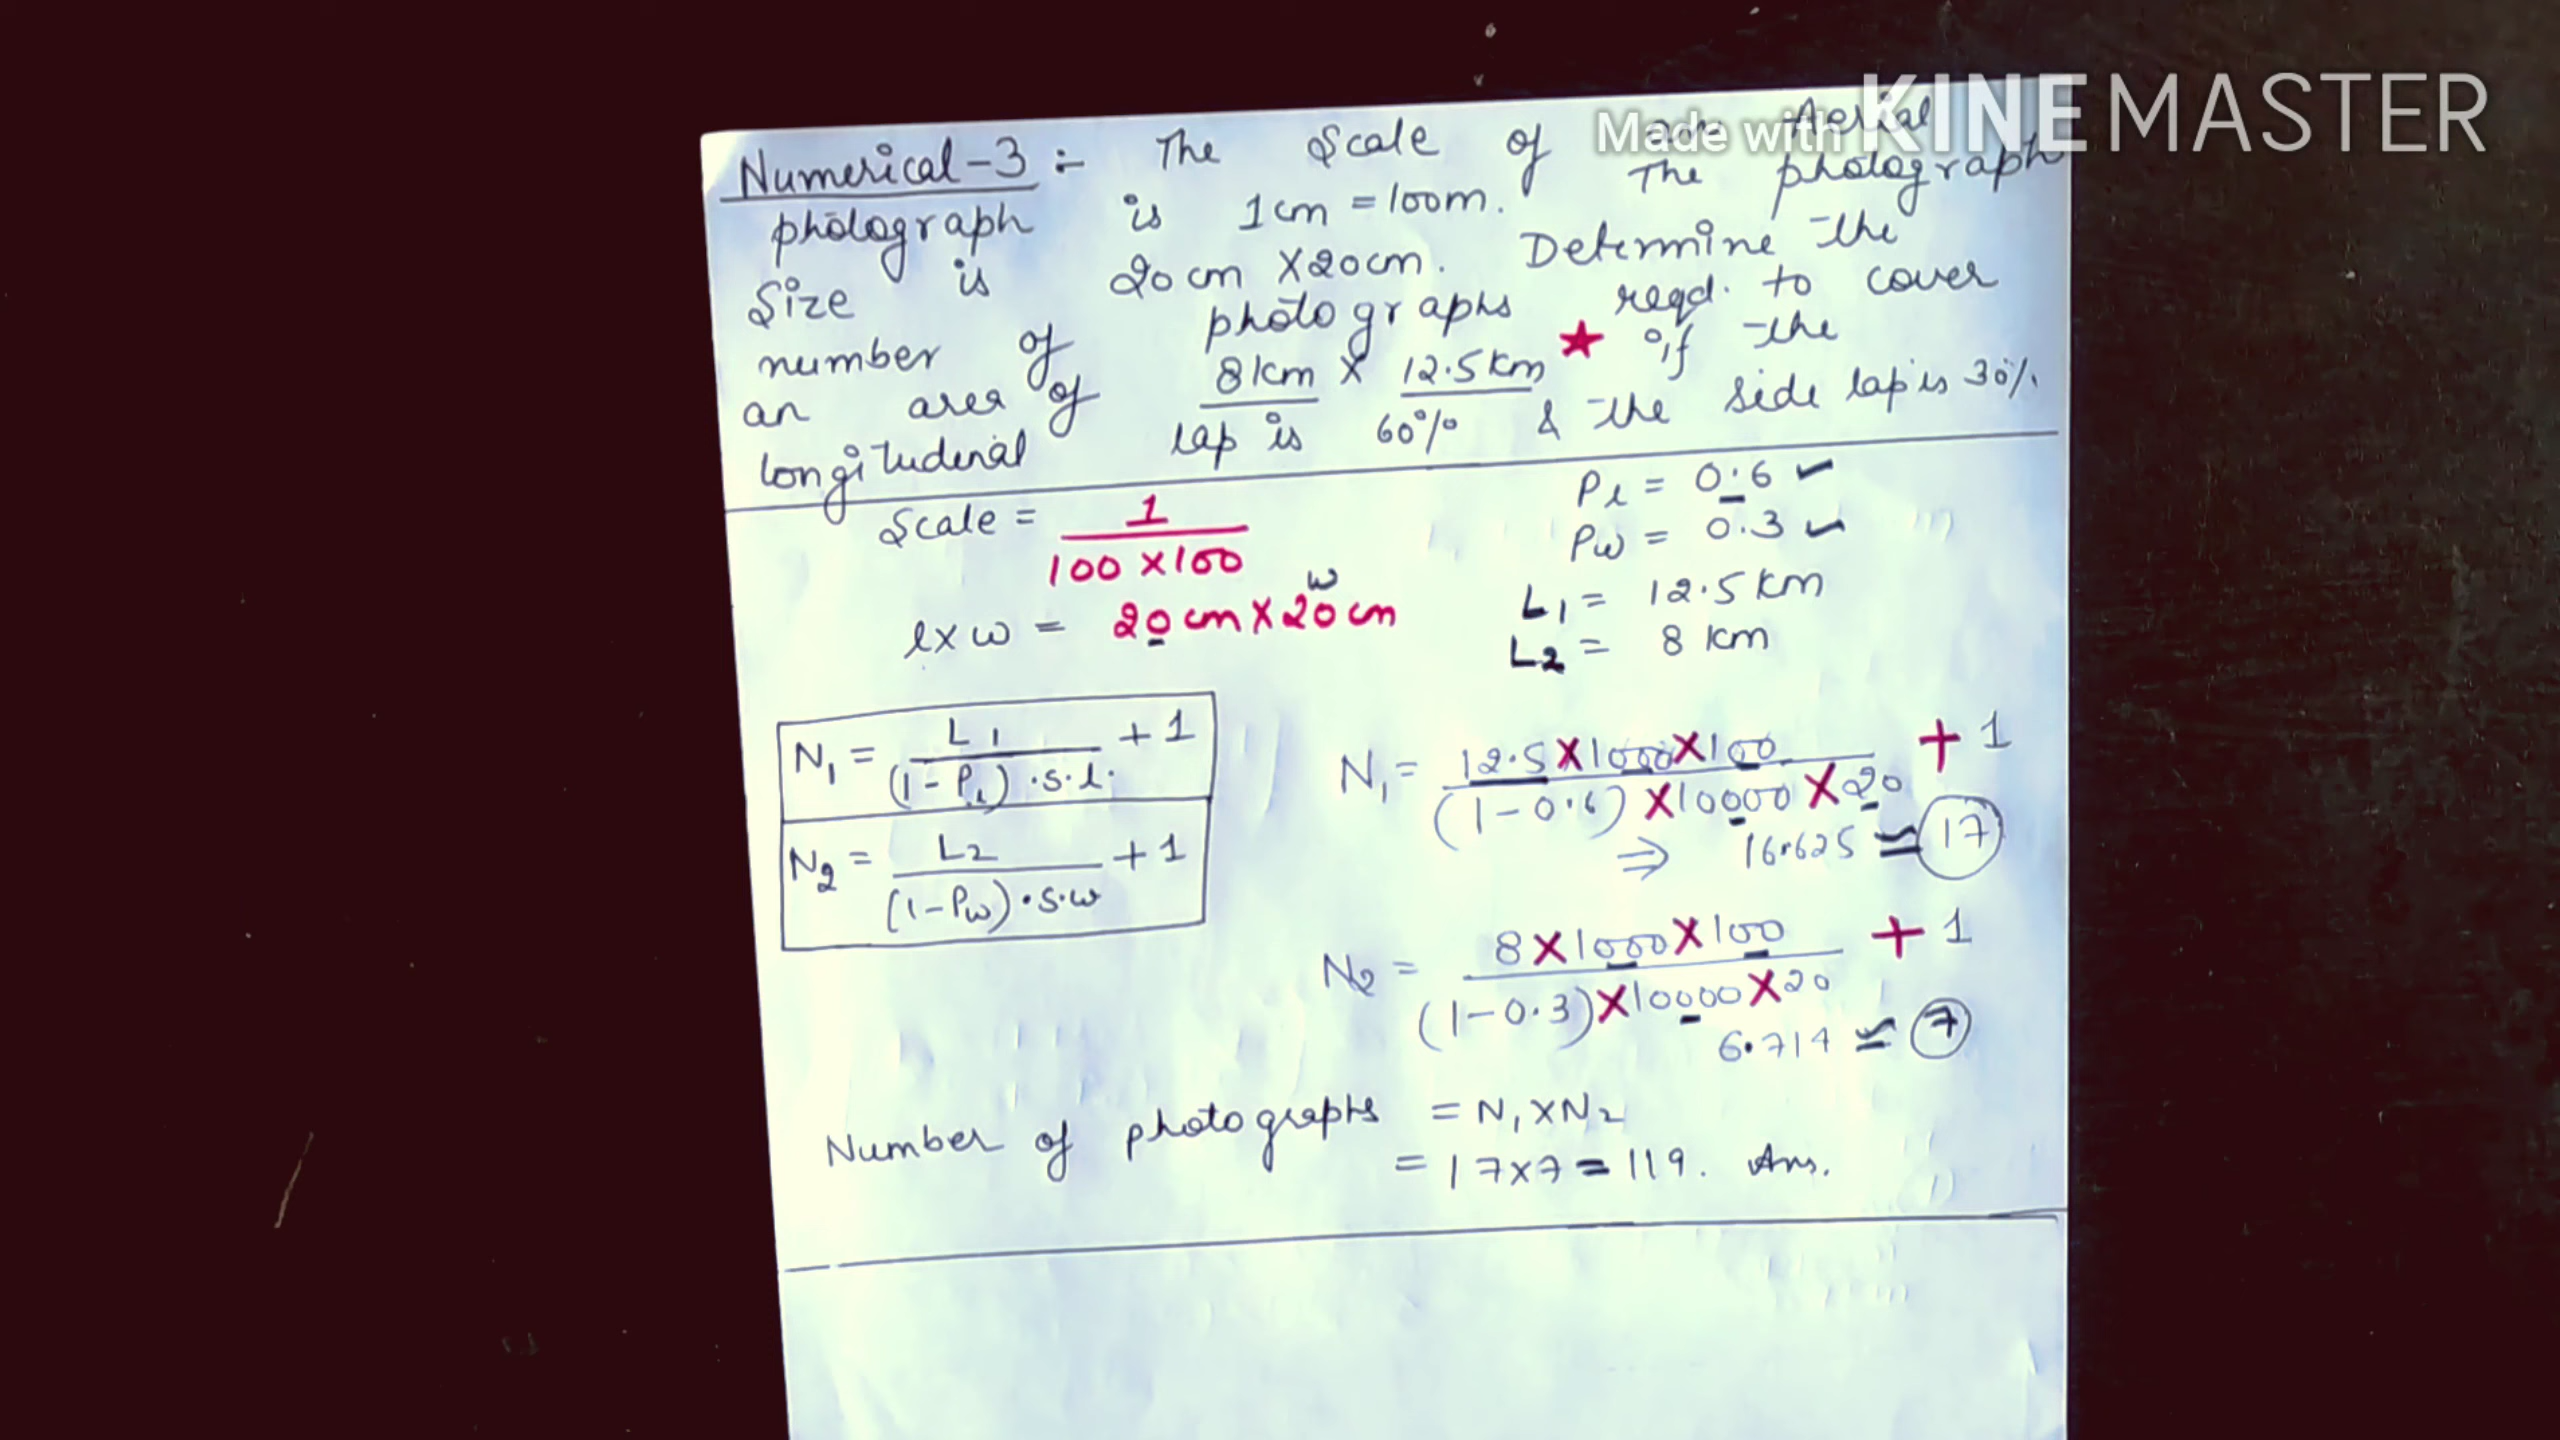 Made with KINEMASTER
Numerical-3 :- The Scale of an Aerial
photograph is 1cm = 100m. The photograph
Size is 20cm X 20cm. Determine the
number of photographs reqd. to cover
an area of 8km X 12.5km ★ if the
longitudenal lap is 60% & the side lap is 30%.
Scale = 1 / 100 × 100
Pl = 0.6 ✓
Pw = 0.3 ✓
w
l x w = 20cm X 20cm
L1 = 12.5km
L2 = 8 km
N1 = L1 / (1 - Pl) . s . l. + 1
N2 = L2 / (1 - Pw) . s . w + 1
N1 = 12.5 X 1000 X 100 / (1 - 0.6) X 10000 X 20 + 1
⇒ 16.625 ≃ 17
N2 = 8 X 1000 X 100 / (1 - 0.3) X 10000 X 20 + 1
6.714 ≃ 7
Number of photographs = N1 X N2
= 17 x 7 = 119. Ans.